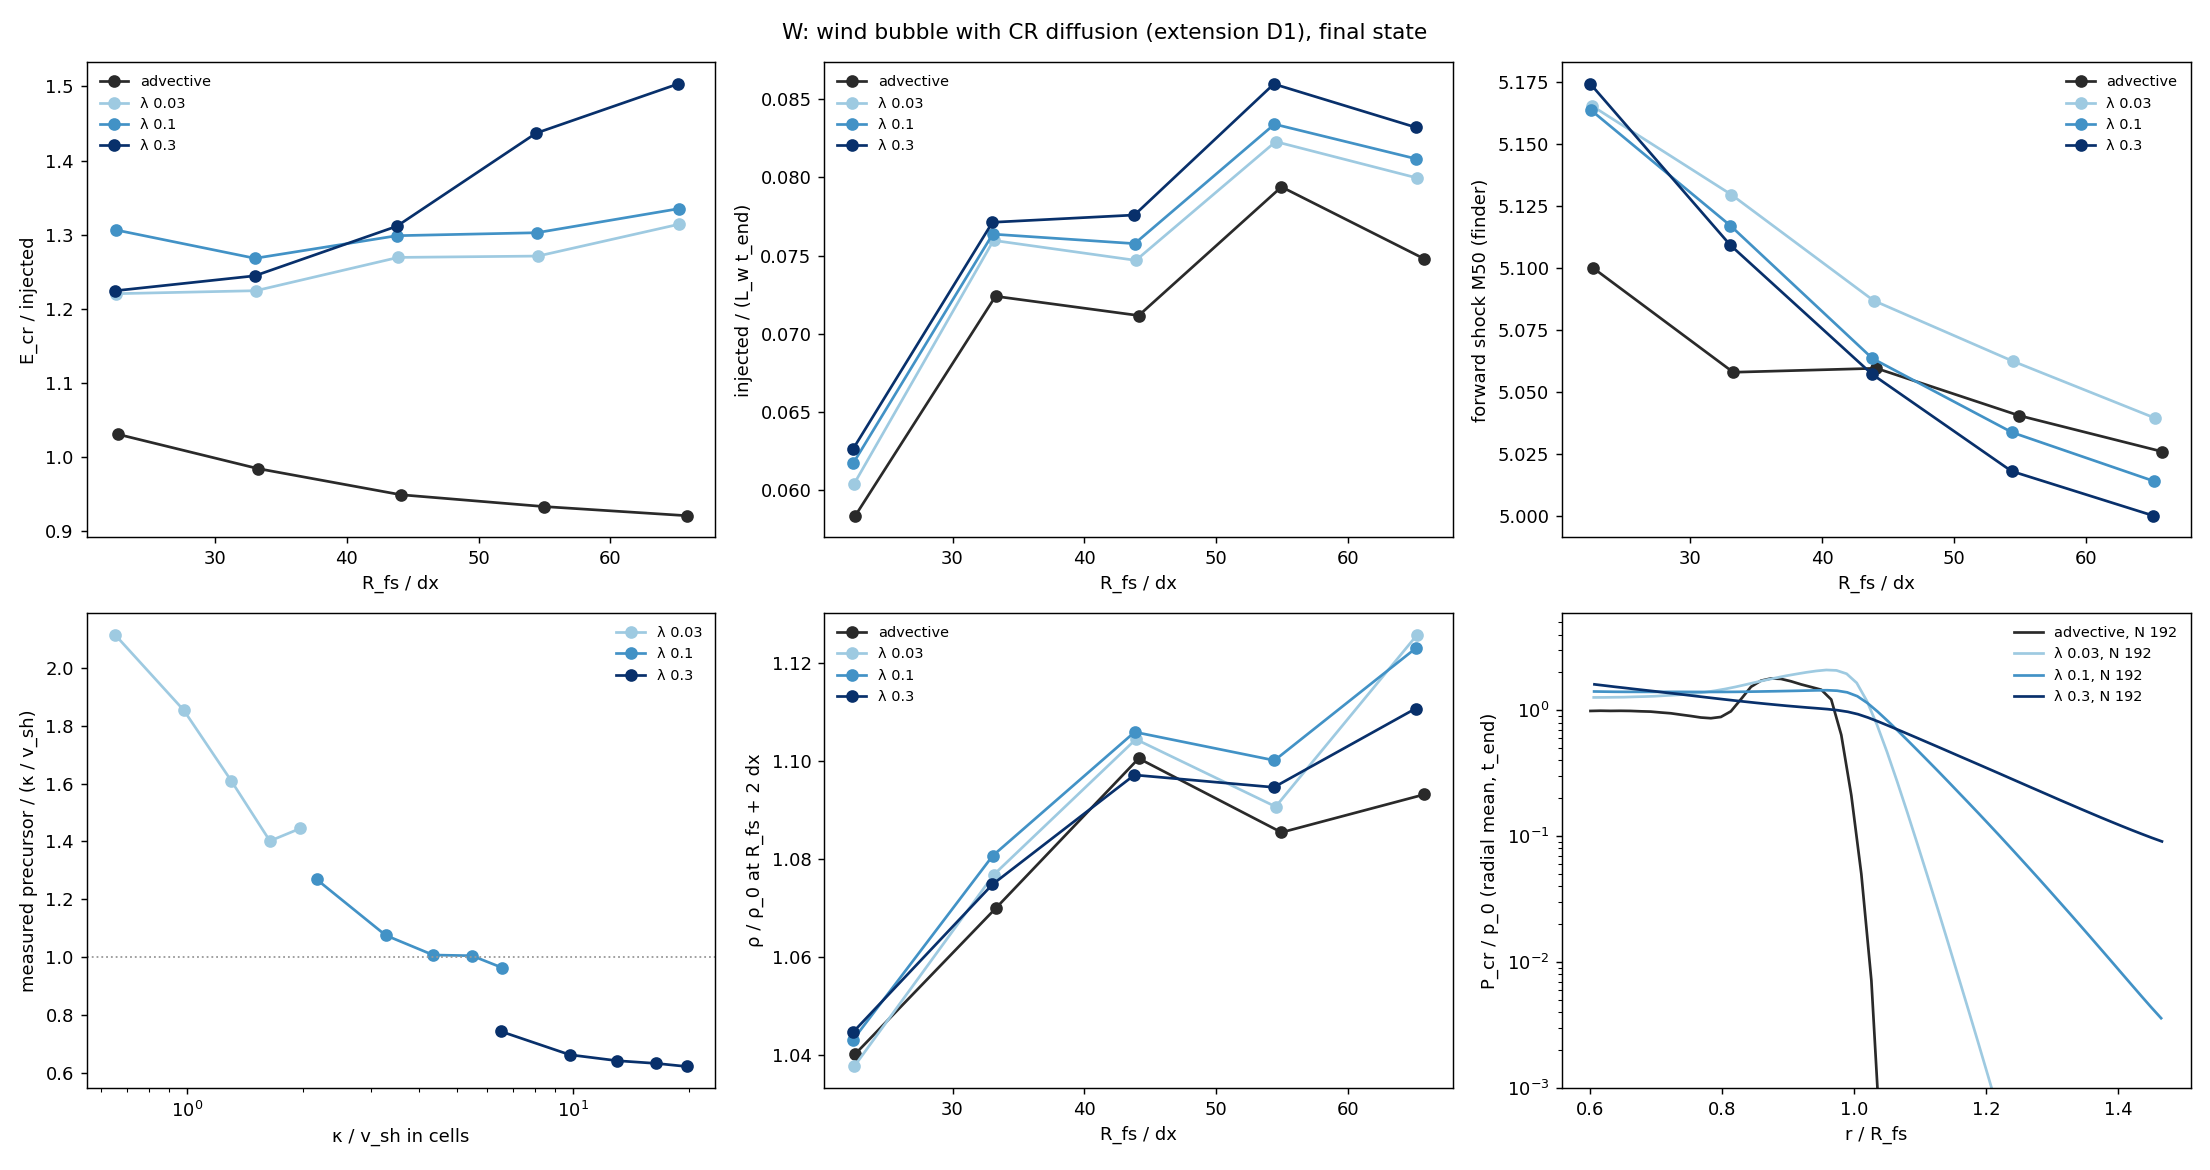 W: wind bubble with CR diffusion (extension D1), final state
E_cr / injected
1.5
1.4
1.3
1.2
1.1
1.0
0.9
advective
λ 0.03
λ 0.1
λ 0.3
30 40 50 60
R_fs / dx
injected / (L_w t_end)
0.085
0.080
0.075
0.070
0.065
0.060
advective
λ 0.03
λ 0.1
λ 0.3
30 40 50 60
R_fs / dx
forward shock M50 (finder)
5.175
5.150
5.125
5.100
5.075
5.050
5.025
5.000
advective
λ 0.03
λ 0.1
λ 0.3
30 40 50 60
R_fs / dx
measured precursor / (κ / v_sh)
2.0
1.8
1.6
1.4
1.2
1.0
0.8
0.6
λ 0.03
λ 0.1
λ 0.3
10⁰ 10¹
κ / v_sh in cells
ρ / ρ_0 at R_fs + 2 dx
1.12
1.10
1.08
1.06
1.04
advective
λ 0.03
λ 0.1
λ 0.3
30 40 50 60
R_fs / dx
P_cr / p_0 (radial mean, t_end)
10⁰
10⁻¹
10⁻²
10⁻³
advective, N 192
λ 0.03, N 192
λ 0.1, N 192
λ 0.3, N 192
0.6 0.8 1.0 1.2 1.4
r / R_fs